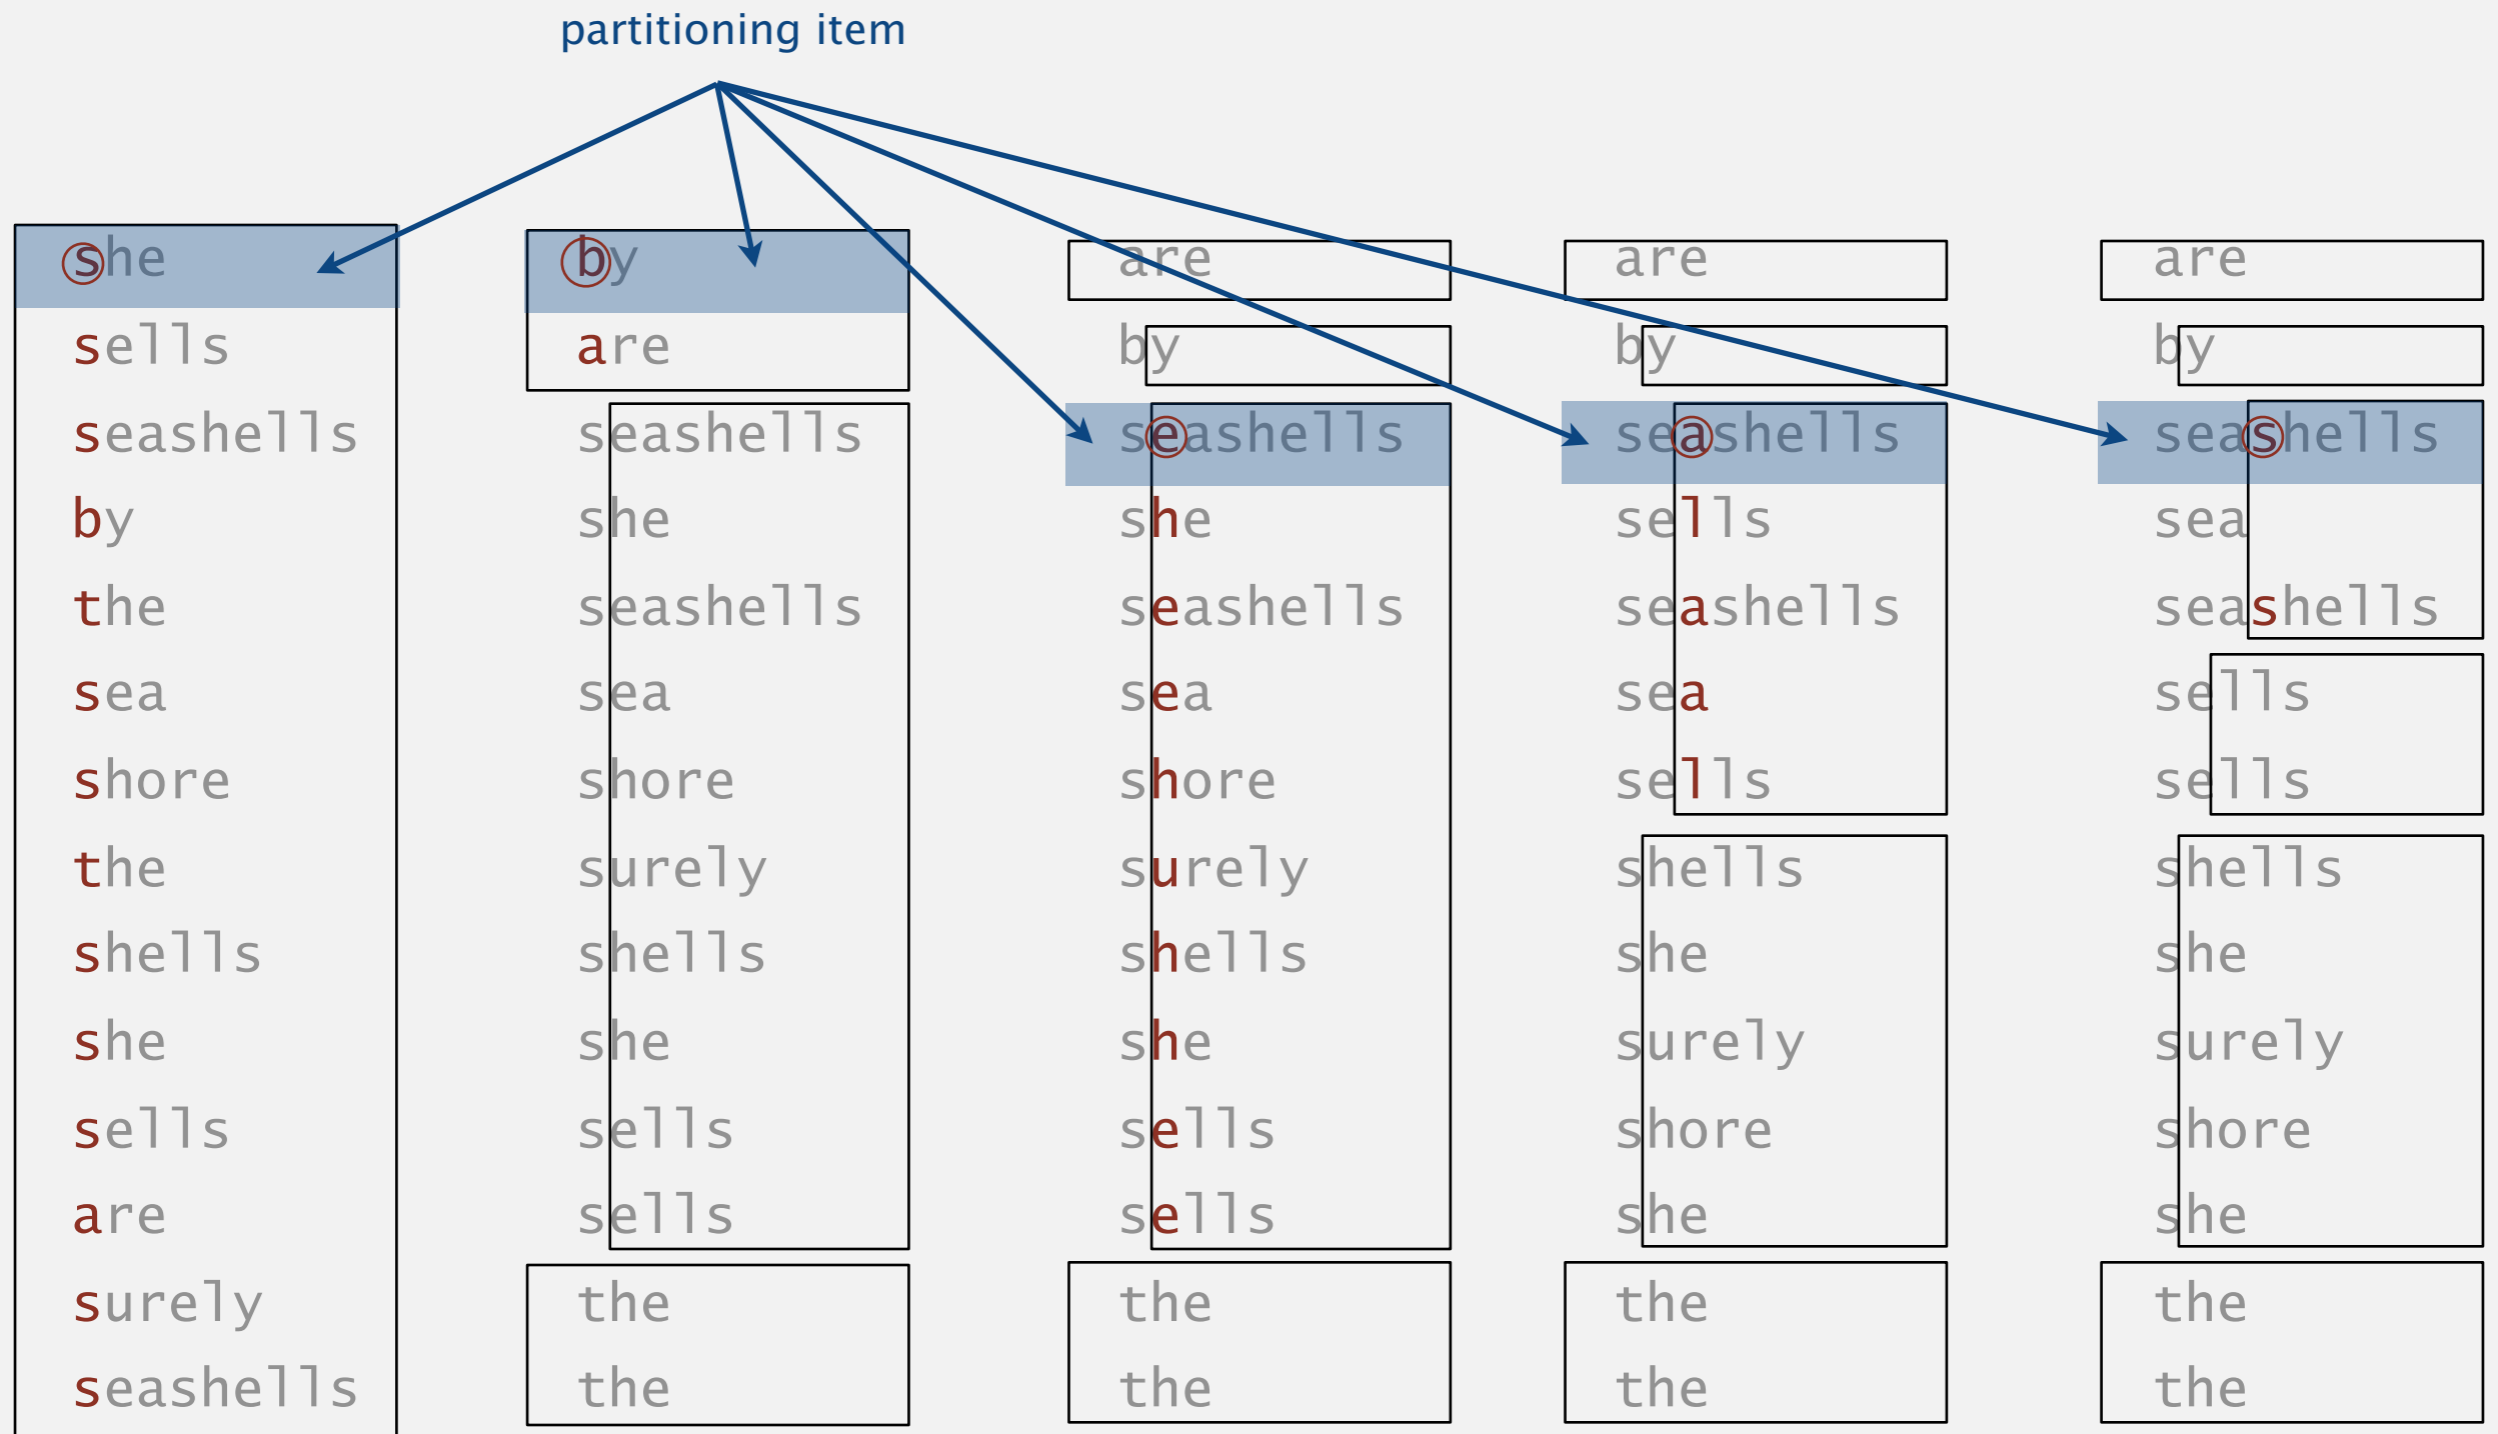 partitioning item
she by are are are
sells are by by by
seashells seashells seashells seashells seashells
by she she sells sea
the seashells seashells seashells seashells
sea sea sea sea sells
shore shore shore sells sells
the surely surely shells shells
shells shells shells she she
she she she surely surely
sells sells sells shore shore
are sells sells she she
surely the the the the
seashells the the the the